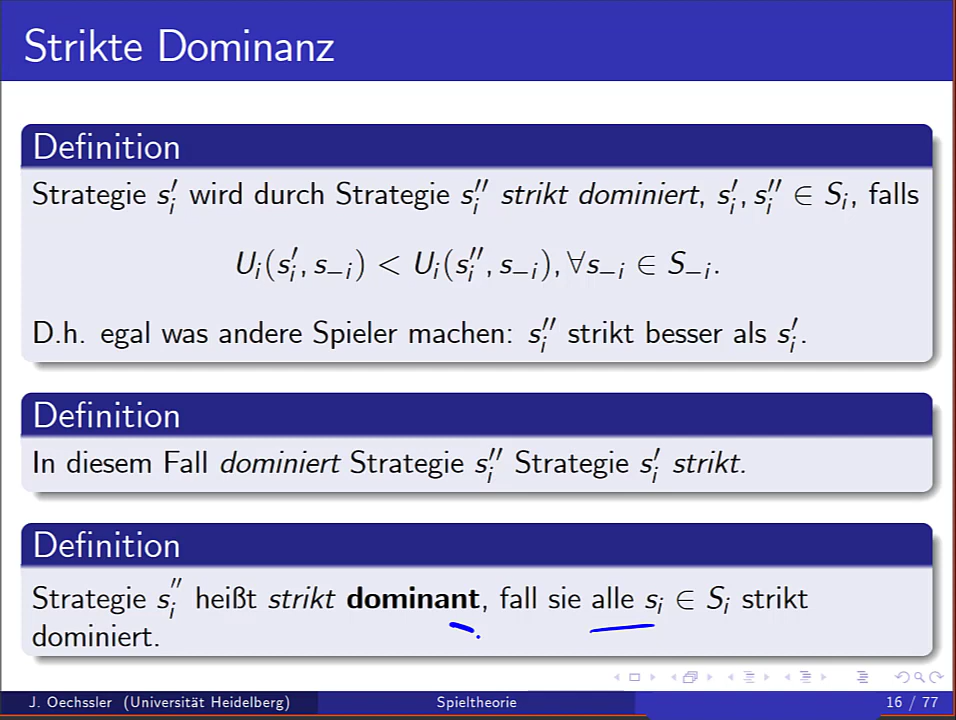 Strikte Dominanz
Definition
Strategie s′ᵢ wird durch Strategie s″ᵢ strikt dominiert, s′ᵢ, s″ᵢ ∈ Sᵢ, falls
Uᵢ(s′ᵢ, s₋ᵢ) < Uᵢ(s″ᵢ, s₋ᵢ), ∀s₋ᵢ ∈ S₋ᵢ.
D.h. egal was andere Spieler machen: s″ᵢ strikt besser als s′ᵢ.
Definition
In diesem Fall dominiert Strategie s″ᵢ Strategie s′ᵢ strikt.
Definition
Strategie s″ᵢ heißt strikt dominant, fall sie alle sᵢ ∈ Sᵢ strikt
dominiert.
J. Oechssler (Universität Heidelberg) Spieltheorie 16 / 77